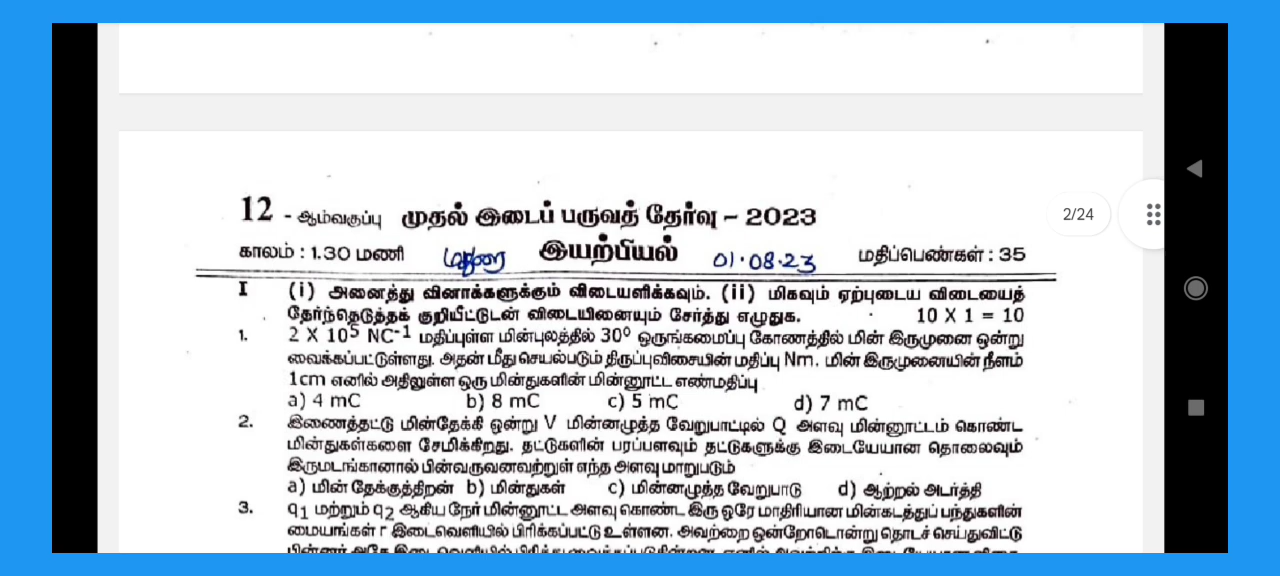 12 - ஆம்வகுப்பு முதல் இடைப் பருவத் தேர்வு – 2023
2/24
காலம் : 1.30 மணி மதுரை இயற்பியல் 01.08.23 மதிப்பெண்கள் : 35
I (i) அனைத்து வினாக்களுக்கும் விடையளிக்கவும். (ii) மிகவும் ஏற்புடைய விடையைத்
தேர்ந்தெடுத்தக் குறியீட்டுடன் விடையினையும் சேர்த்து எழுதுக. 10 X 1 = 10
1. 2 X 10⁵ NC⁻¹ மதிப்புள்ள மின்புலத்தில் 30⁰ ஒருங்கமைப்பு கோணத்தில் மின் இருமுனை ஒன்று
வைக்கப்பட்டுள்ளது. அதன் மீது செயல்படும் திருப்புவிசையின் மதிப்பு Nm. மின் இருமுனையின் நீளம்
1cm எனில் அதிலுள்ள ஒரு மின்துகளின் மின்னூட்ட எண்மதிப்பு
a) 4 mC b) 8 mC c) 5 mC d) 7 mC
2. இணைத்தட்டு மின்தேக்கி ஒன்று V மின்னழுத்த வேறுபாட்டில் Q அளவு மின்னூட்டம் கொண்ட
மின்துகள்களை சேமிக்கிறது. தட்டுகளின் பரப்பளவும் தட்டுகளுக்கு இடையேயான தொலைவும்
இருமடங்கானால் பின்வருவனவற்றுள் எந்த அளவு மாறுபடும்
a) மின் தேக்குத்திறன் b) மின்துகள் c) மின்னழுத்த வேறுபாடு d) ஆற்றல் அடர்த்தி
3. q₁ மற்றும் q₂ ஆகிய நேர் மின்னூட்ட அளவு கொண்ட இரு ஒரே மாதிரியான மின்கடத்துப் பந்துகளின்
மையங்கள் r இடைவெளியில் பிரிக்கப்பட்டு உள்ளன. அவற்றை ஒன்றோடொன்று தொடச் செய்துவிட்டு